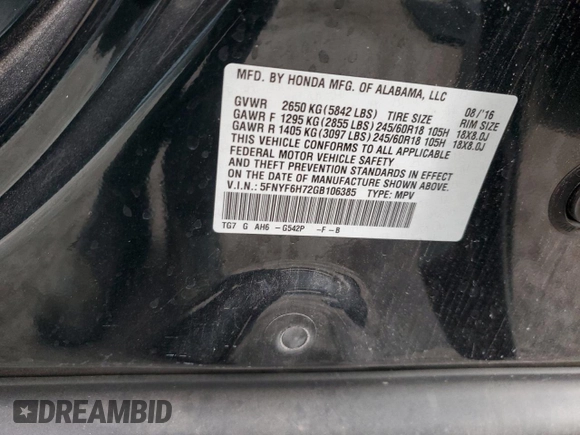 MFD. BY HONDA MFG. OF ALABAMA, LLC 08/'16
GVWR 2650 KG (5842 LBS) TIRE SIZE RIM SIZE
GAWR F 1295 KG (2855 LBS) 245/60R18 105H 18X8.0J
GAWR R 1405 KG (3097 LBS) 245/60R18 105H 18X8.0J
THIS VEHICLE CONFORMS TO ALL APPLICABLE
FEDERAL MOTOR VEHICLE SAFETY
AND THEFT PREVENTION STANDARDS IN EFFECT
ON THE DATE OF MANUFACTURE SHOWN ABOVE.
V.I.N.: 5FNYF6H72GB106385 TYPE: MPV
TG7 G AH6 -G542P -F-B
DREAMBID